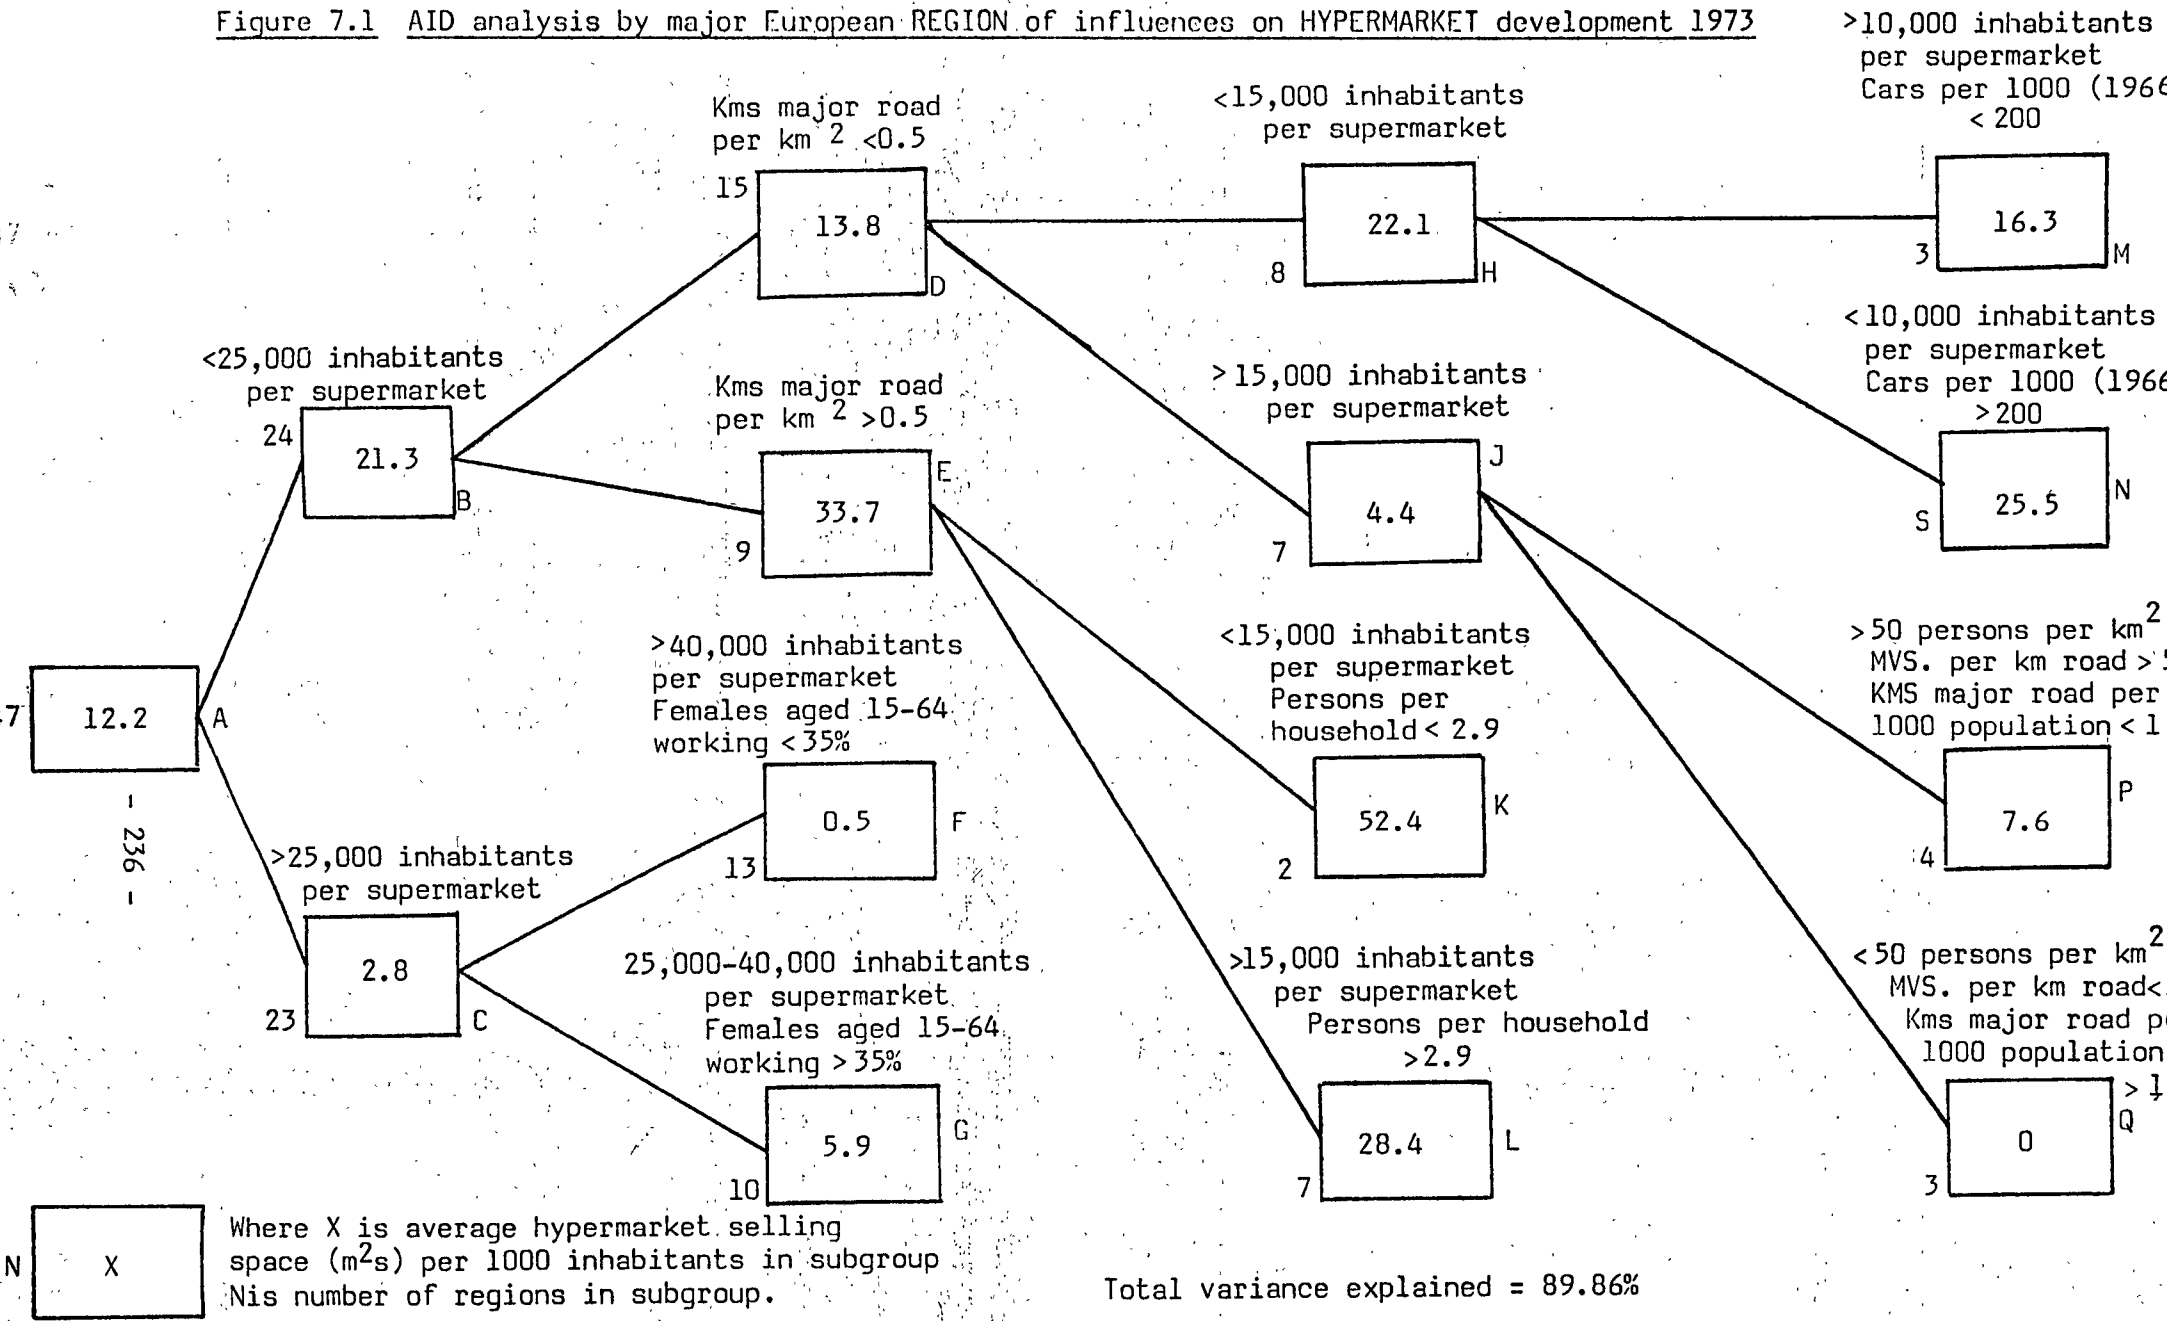 Figure 7.1 AID analysis by major European REGION of influences on HYPERMARKET development 1973
>10,000 inhabitants
per supermarket
Cars per 1000 (1966
< 200
3
16.3
M
<15,000 inhabitants
per supermarket
8
22.1
H
Kms major road
per km 2 <0.5
15
13.8
D
<10,000 inhabitants
per supermarket
Cars per 1000 (1966
>200
S
25.5
N
<25,000 inhabitants
per supermarket
24
21.3
B
Kms major road
per km 2 >0.5
9
33.7
E
>15,000 inhabitants
per supermarket
7
4.4
J
>50 persons per km2
MVS. per km road >
KMS major road per
1000 population < 1
4
7.6
P
7
12.2
A
- 236 -
>40,000 inhabitants
per supermarket
Females aged 15-64
working <35%
13
0.5
F
<15,000 inhabitants
per supermarket
Persons per
household < 2.9
2
52.4
K
>25,000 inhabitants
per supermarket
23
2.8
C
25,000-40,000 inhabitants
per supermarket
Females aged 15-64
working >35%
10
5.9
G
>15,000 inhabitants
per supermarket
Persons per household
>2.9
7
28.4
L
<50 persons per km2
MVS. per km road<
Kms major road p
1000 population
> 1
3
0
Q
N
X
Where X is average hypermarket selling
space (m2s) per 1000 inhabitants in subgroup
Nis number of regions in subgroup.
Total variance explained = 89.86%